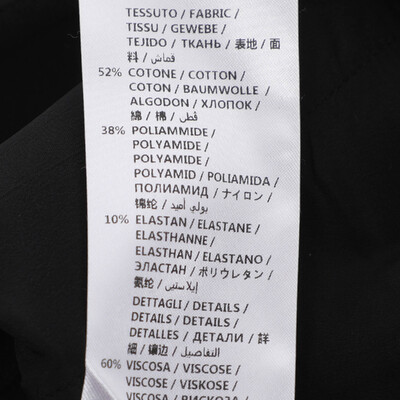 TESSUTO / FABRIC /
TISSU / GEWEBE /
TEJIDO / ТКАНЬ / 表地 / 面
料 / قماش /
52% COTONE / COTTON /
COTON / BAUMWOLLE /
ALGODON / ХЛОПОК /
綿 / 棉 / قطن /
38% POLIAMMIDE /
POLYAMIDE /
POLYAMIDE /
POLYAMID / POLIAMIDA /
ПОЛИАМИД / ナイロン /
锦纶 / بولي أميد /
10% ELASTAN / ELASTANE /
ELASTHANNE /
ELASTHAN / ELASTANO /
ЭЛАСТАН / ポリウレタン /
氨纶 / إيلاستين /
DETTAGLI / DETAILS /
DETAILS / DETAILS /
DETALLES / ДЕТАЛИ / 詳
細 / 镶边 / التفاصيل /
60% VISCOSA / VISCOSE /
VISCOSE / VISKOSE /
VISCOSA / ВИСКОЗА /